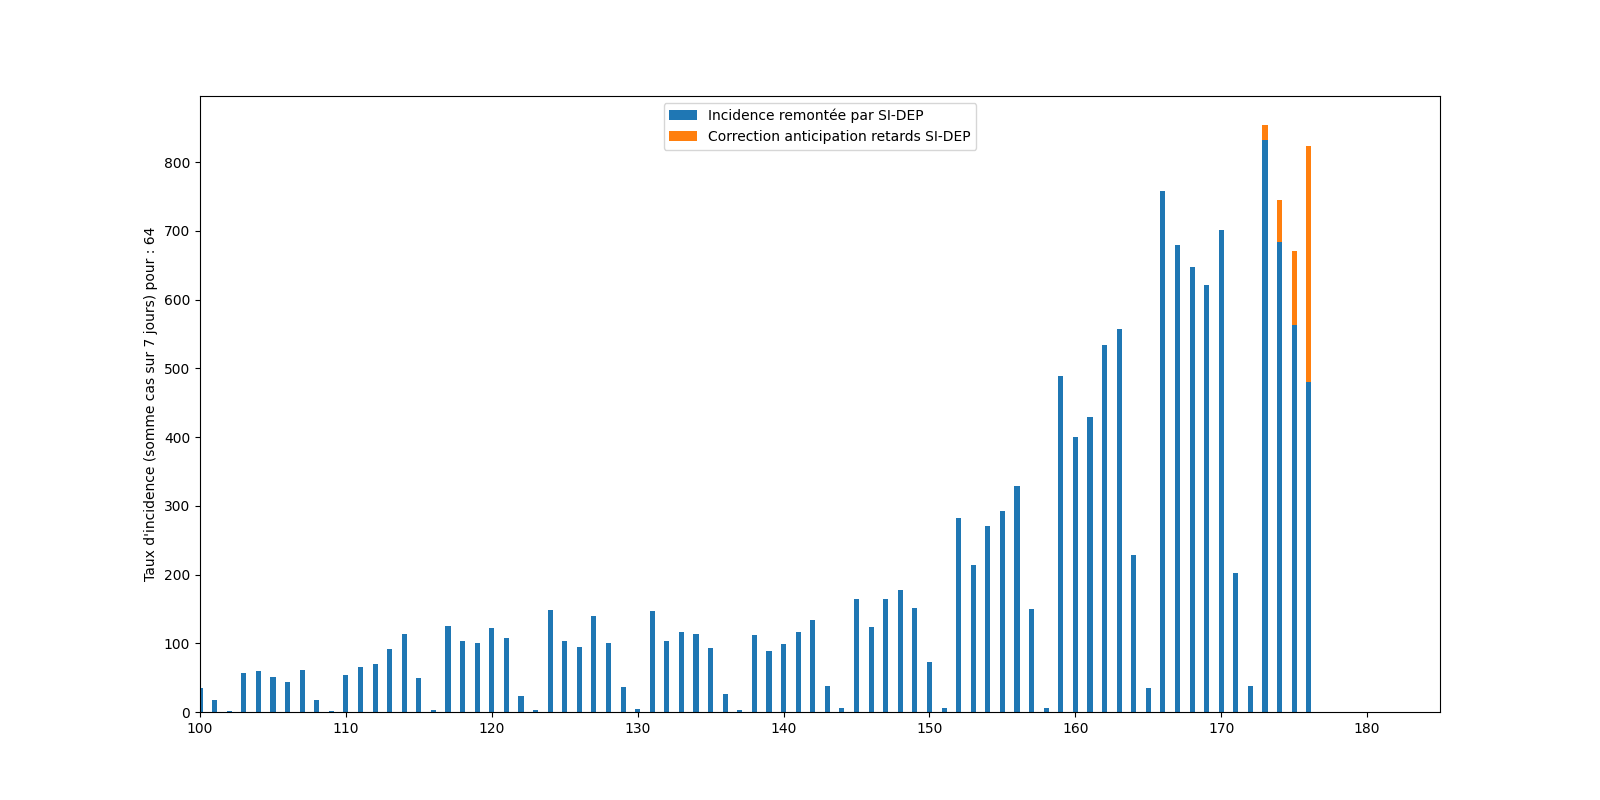 Incidence remontée par SI-DEP
Correction anticipation retards SI-DEP
Taux d'incidence (somme cas sur 7 jours) pour : 64
800
700
600
500
400
300
200
100
0
100 110 120 130 140 150 160 170 180